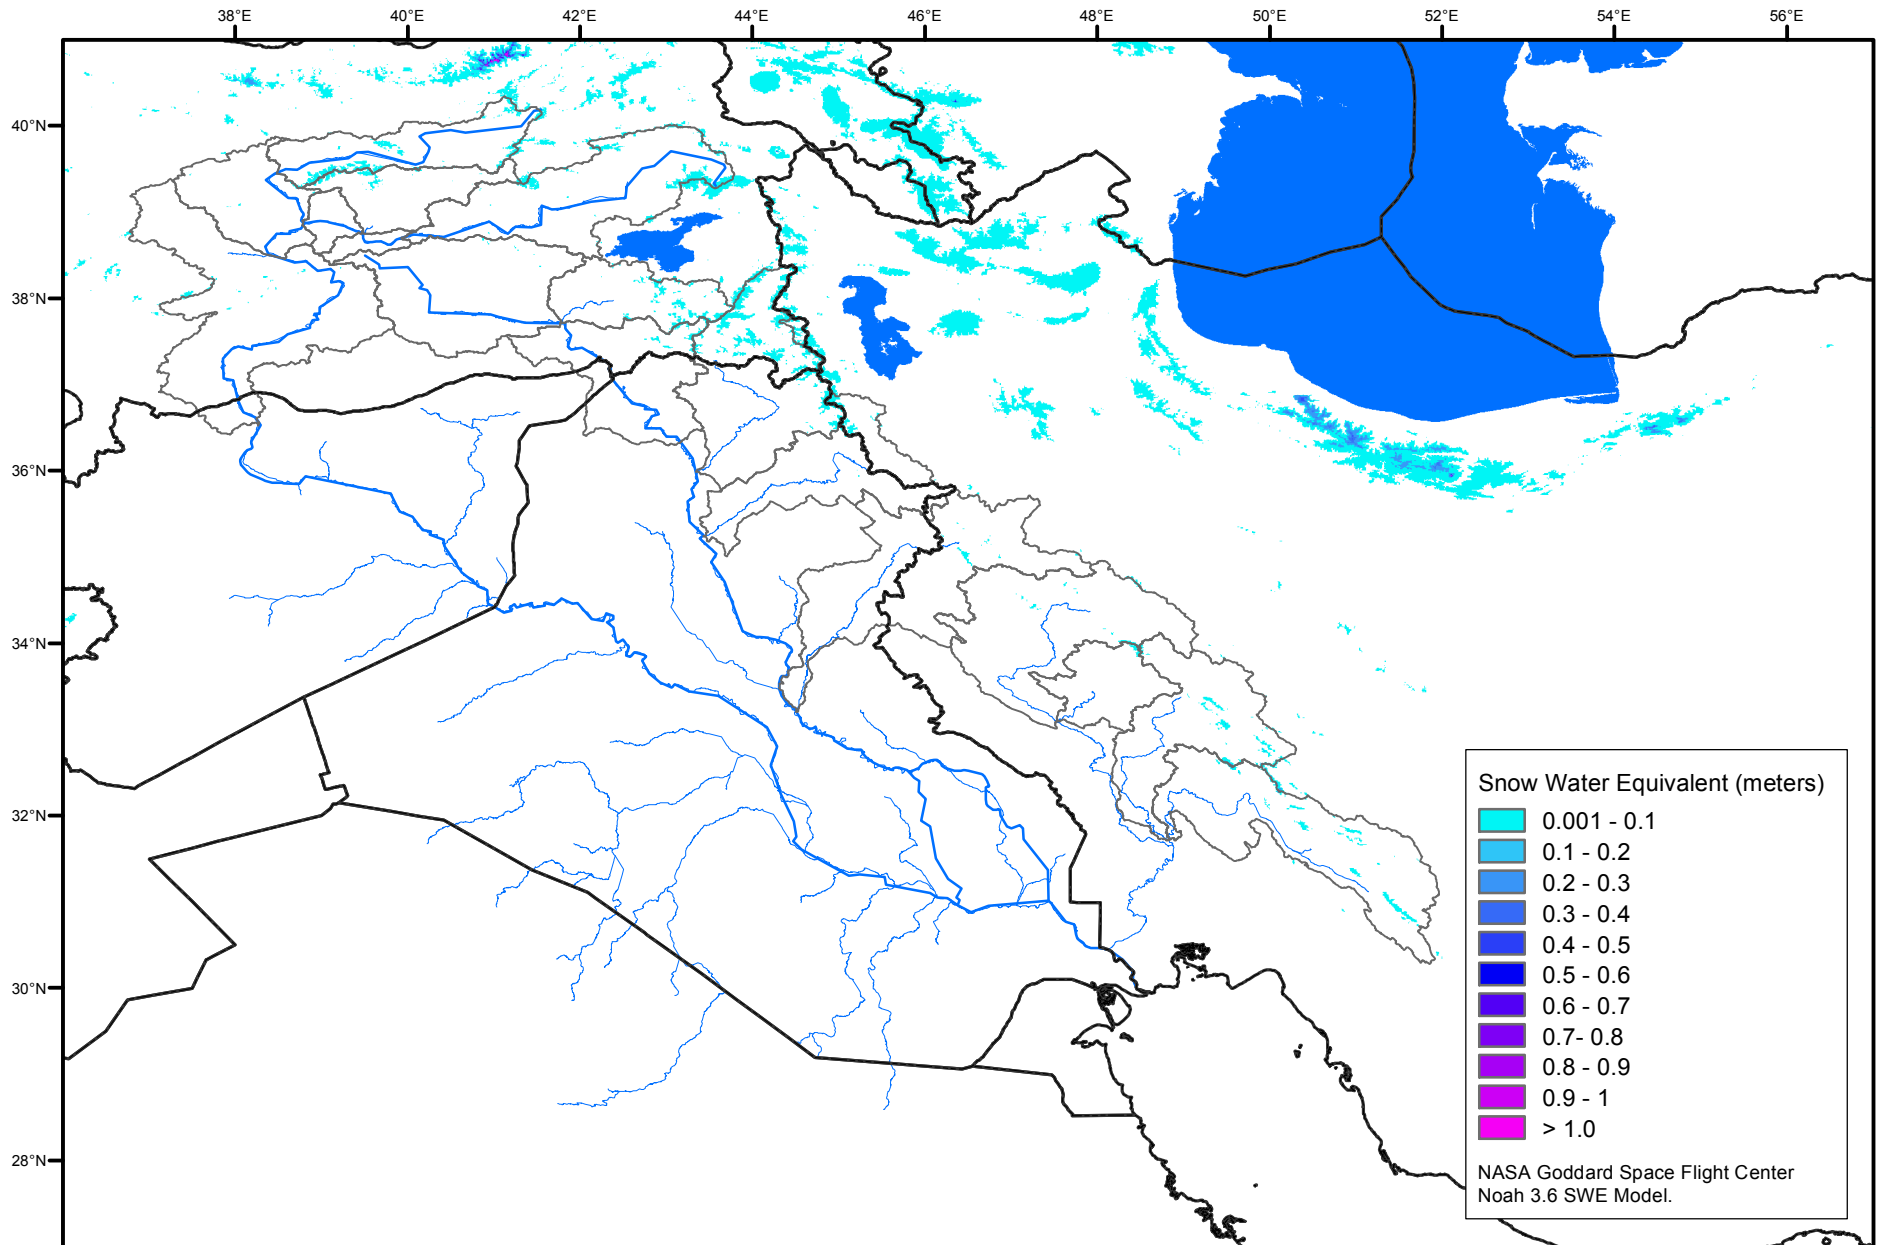 38°E 40°E 42°E 44°E 46°E 48°E 50°E 52°E 54°E 56°E
40°N
38°N
36°N
34°N
32°N
30°N
28°N
Snow Water Equivalent (meters)
0.001 - 0.1
0.1 - 0.2
0.2 - 0.3
0.3 - 0.4
0.4 - 0.5
0.5 - 0.6
0.6 - 0.7
0.7- 0.8
0.8 - 0.9
0.9 - 1
> 1.0
NASA Goddard Space Flight Center
Noah 3.6 SWE Model.